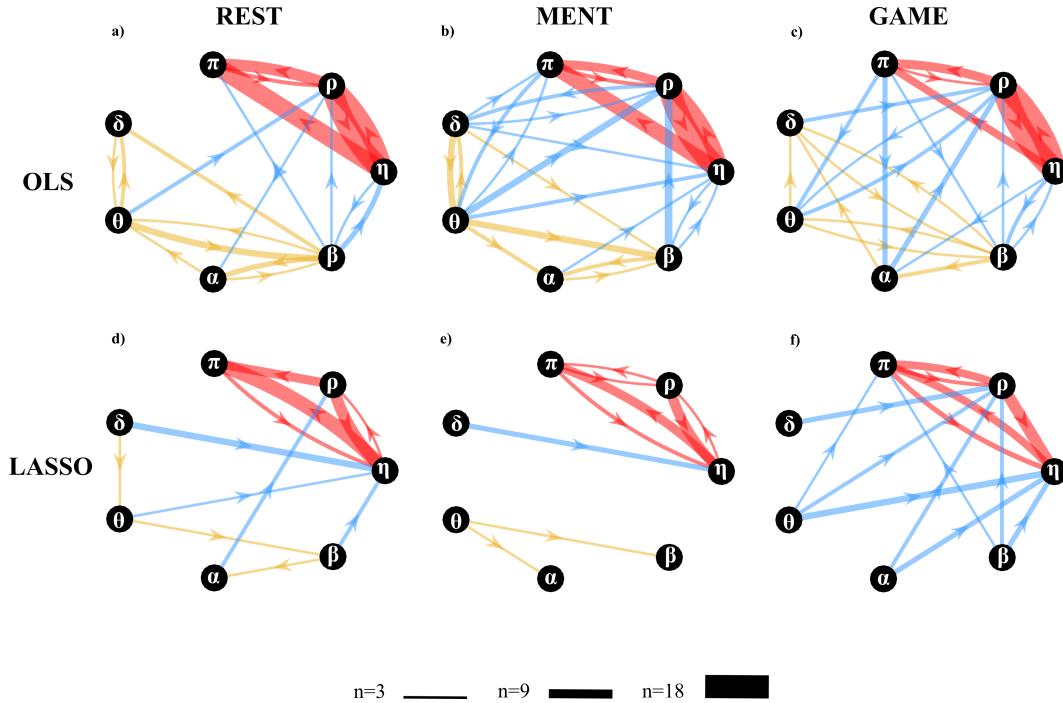 REST MENT GAME
a) b) c)
π π π
ρ ρ ρ
δ δ δ
η η η
OLS
θ θ θ
β β β
α α α
d) e) f)
π π π
ρ ρ ρ
δ δ δ
LASSO
η η η
θ θ θ
β β β
α α α
n=3 n=9 n=18